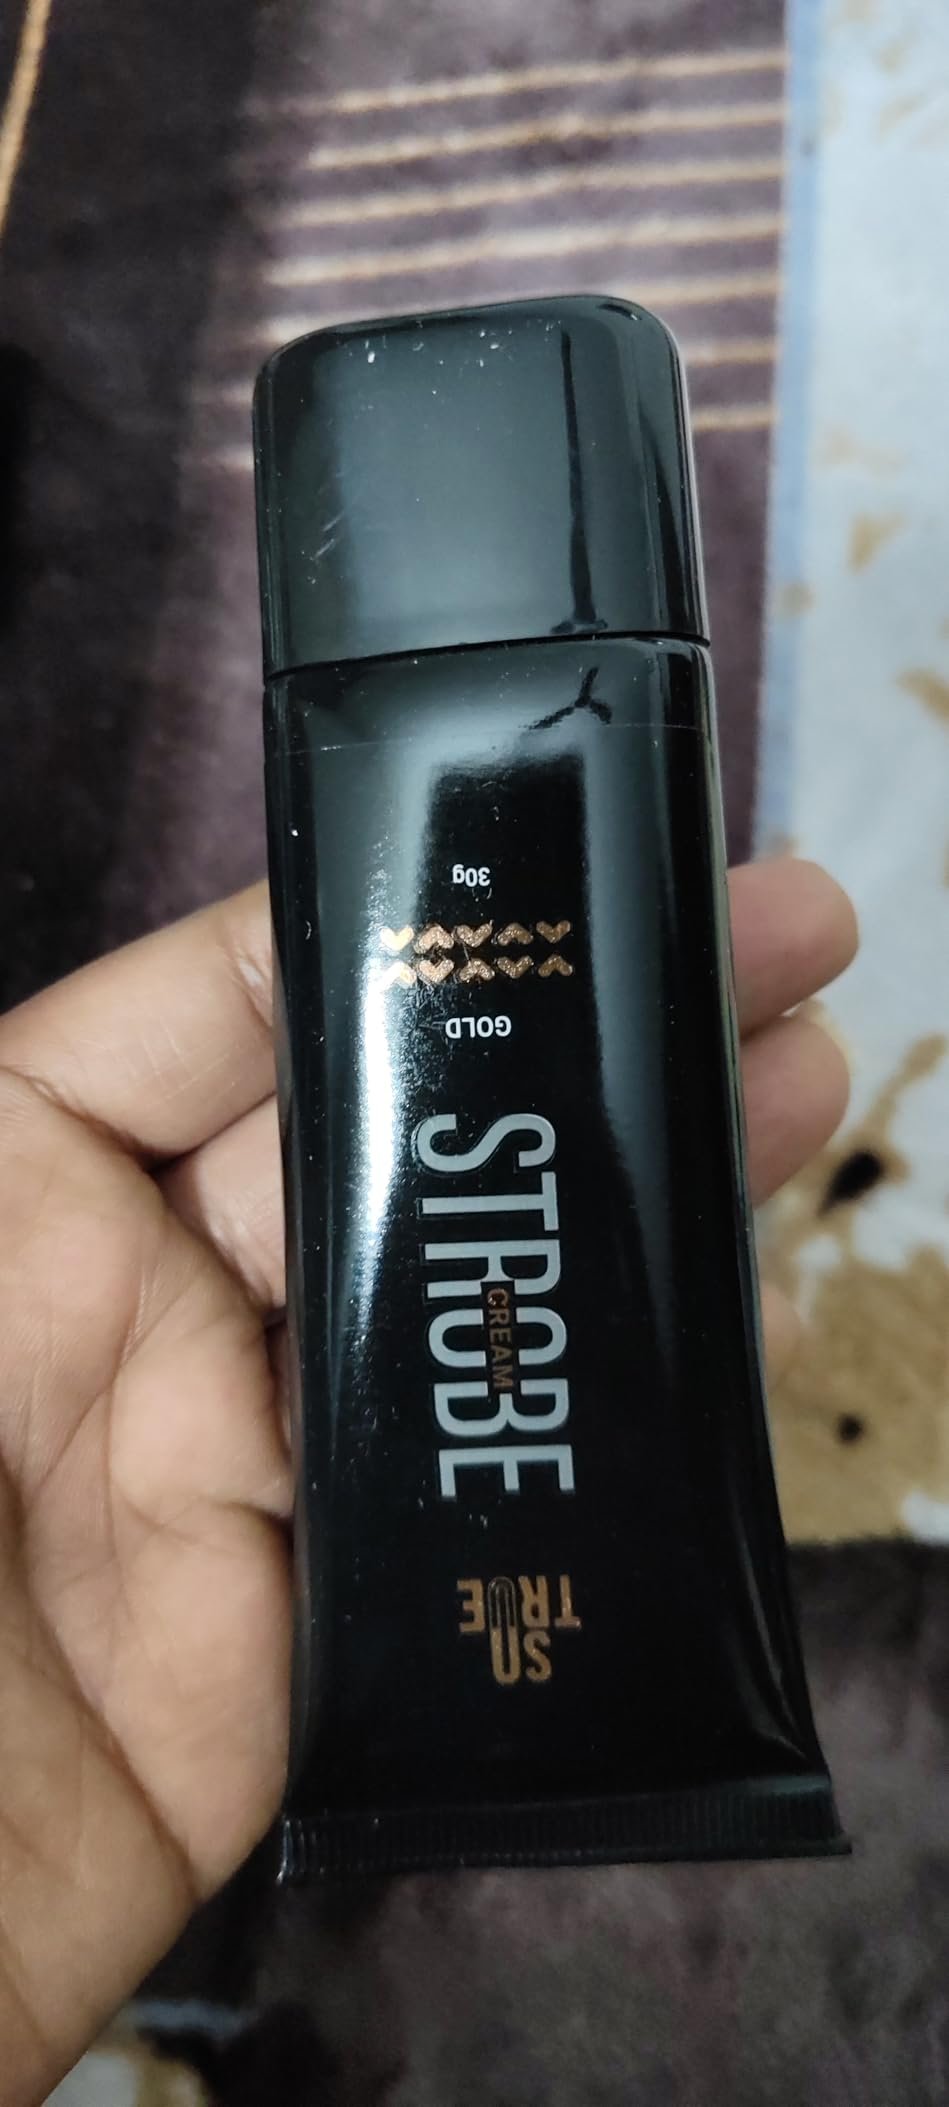 SO
TRUE
STROBE
CREAM
GOLD
30g